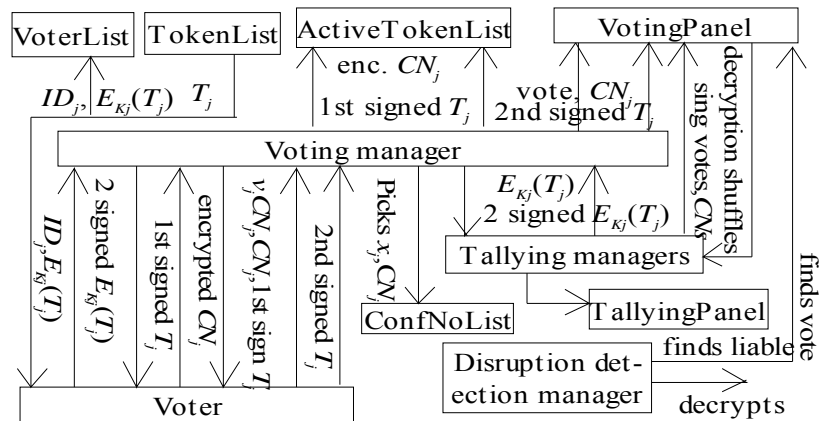 VoterList
TokenList
ActiveTokenList
VotingPanel
enc. CNj
1st signed Tj
vote, CNj
2nd signed Tj
decryption shuffles
sing votes,CNs
finds vote
IDj, EKj(Tj)
Tj
Voting manager
IDj,EKj(Tj)
2 signed EKj(Tj)
1st signed Tj
encrypted CNj
vj,CNj,CNj,1st sign Tj
2nd signed Tj
Picks xj,CNj
EKj(Tj)
2 signed EKj(Tj)
Tallying managers
ConfNoList
TallyingPanel
Disruption det-
ection manager
finds liable
decrypts
Voter